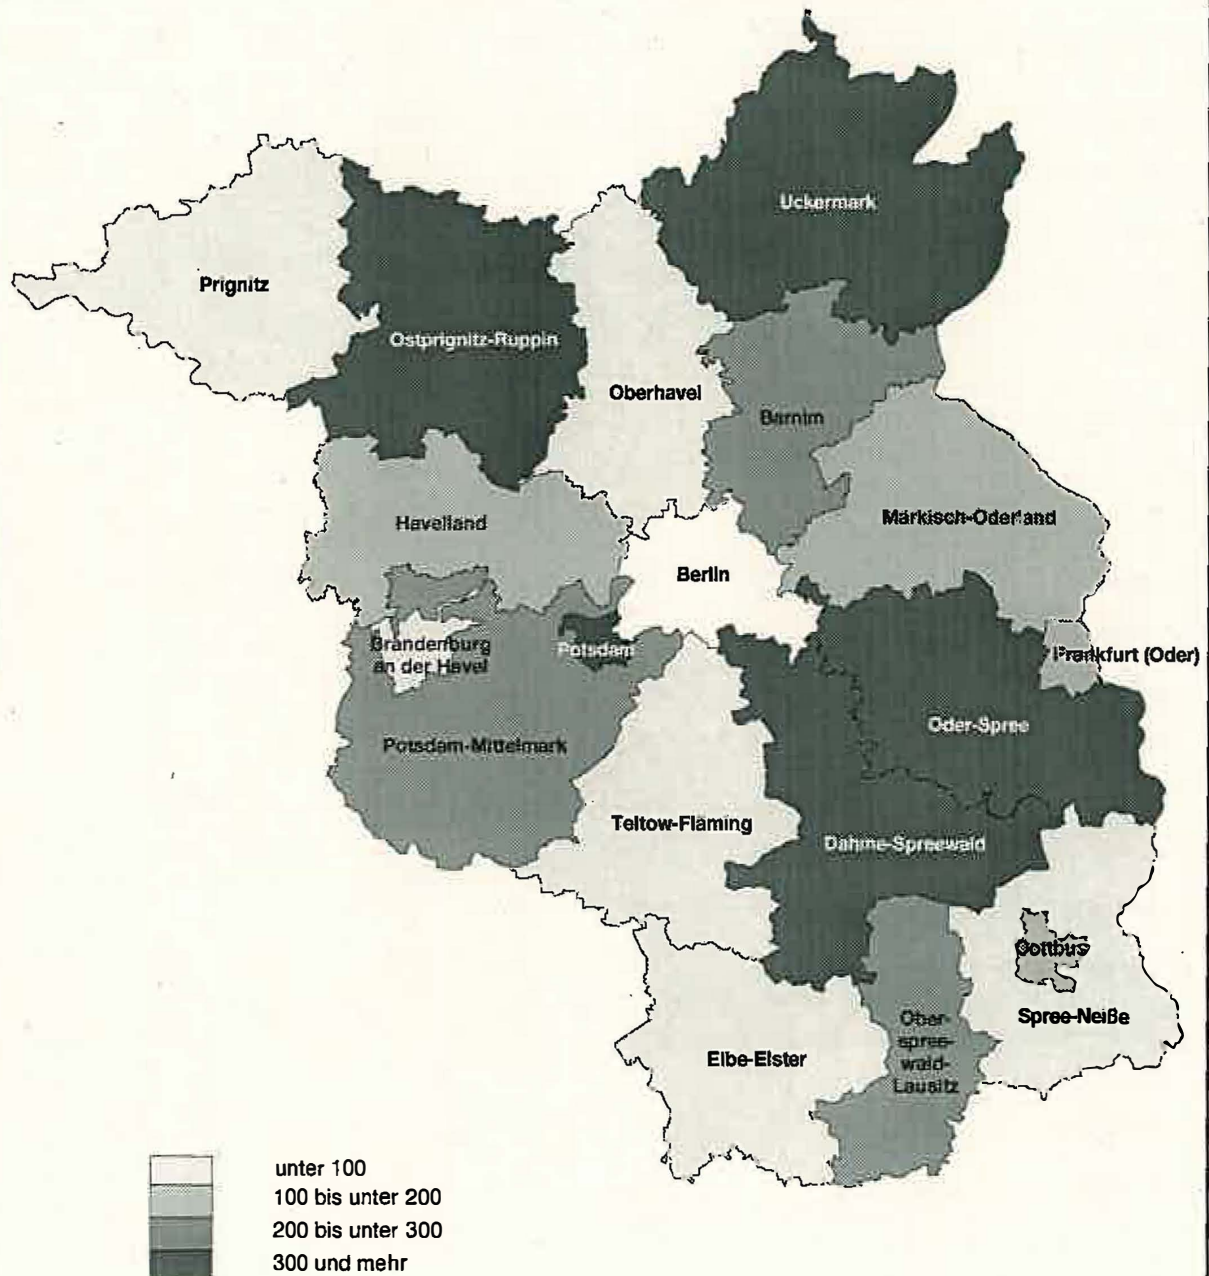 Uckermark
Prignitz
Ostprignitz-Ruppin
Oberhavel
Barnim
Havelland
Märkisch-Oderland
Berlin
Brandenburg
an der Havel
Potsdam
Frankfurt (Oder)
Oder-Spree
Potsdam-Mittelmark
Teltow-Fläming
Dahme-Spreewald
Cottbus
Spree-Neiße
Ober-
spree-
wald-
Lausitz
Elbe-Elster
unter 100
100 bis unter 200
200 bis unter 300
300 und mehr